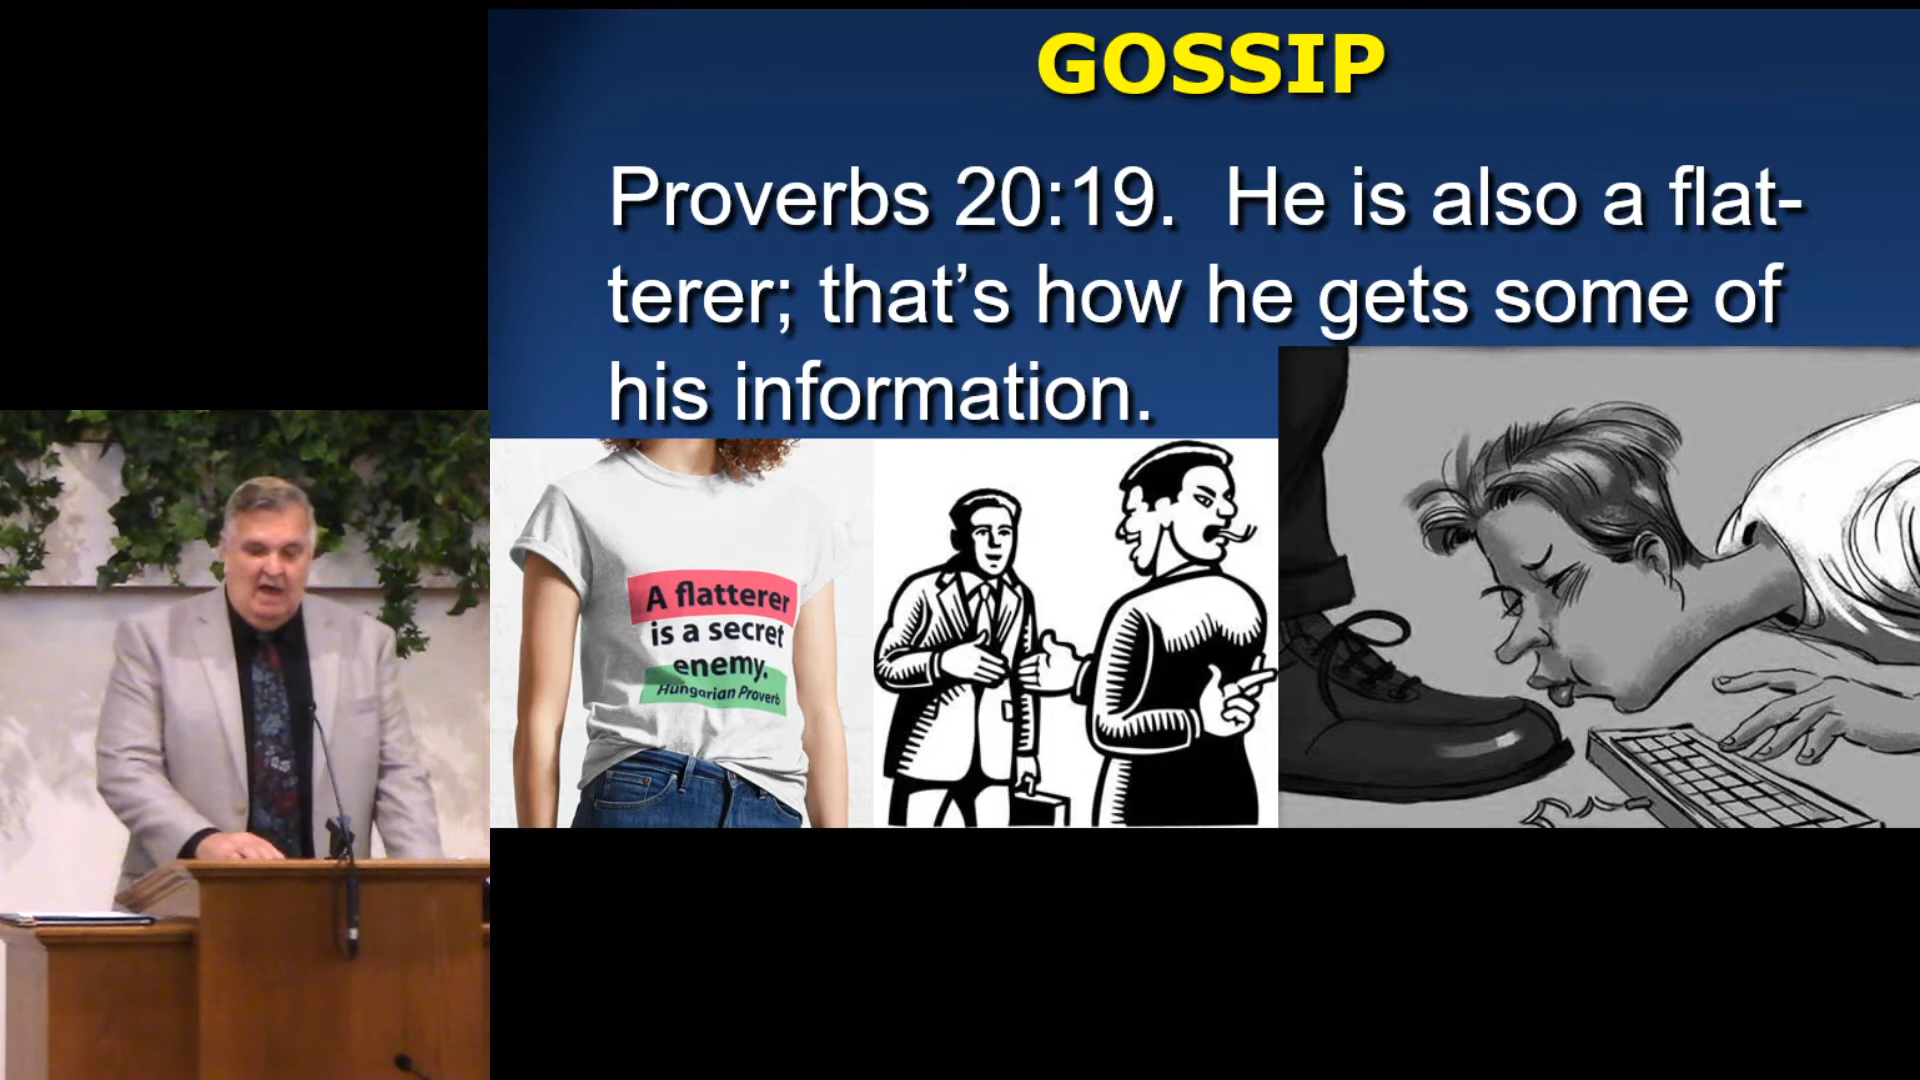 GOSSIP
Proverbs 20:19.  He is also a flat-
terer; that’s how he gets some of
his information.
A flatterer
is a secret
enemy.
Hungarian Proverb